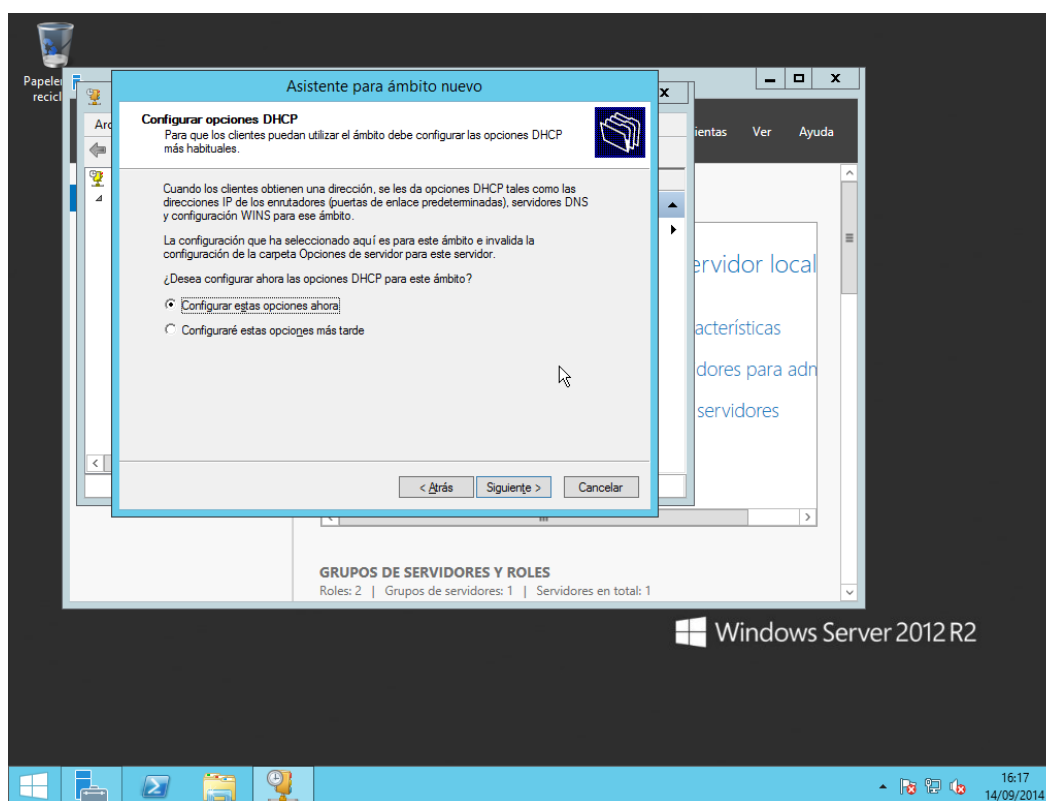 Papele
recicl
Asistente para ámbito nuevo
Configurar opciones DHCP
Para que los clientes puedan utilizar el ámbito debe configurar las opciones DHCP
más habituales.
Arc
ientas Ver Ayuda
Cuando los clientes obtienen una dirección, se les da opciones DHCP tales como las
direcciones IP de los enrutadores (puertas de enlace predeterminadas), servidores DNS
y configuración WINS para ese ámbito.
La configuración que ha seleccionado aquí es para este ámbito e invalida la
configuración de la carpeta Opciones de servidor para este servidor.
¿Desea configurar ahora las opciones DHCP para este ámbito?
Configurar estas opciones ahora
Configuraré estas opciones más tarde
ervidor local
acterísticas
dores para adn
servidores
< Atrás Siguiente > Cancelar
GRUPOS DE SERVIDORES Y ROLES
Roles: 2 | Grupos de servidores: 1 | Servidores en total: 1
Windows Server 2012 R2
16:17
14/09/2014